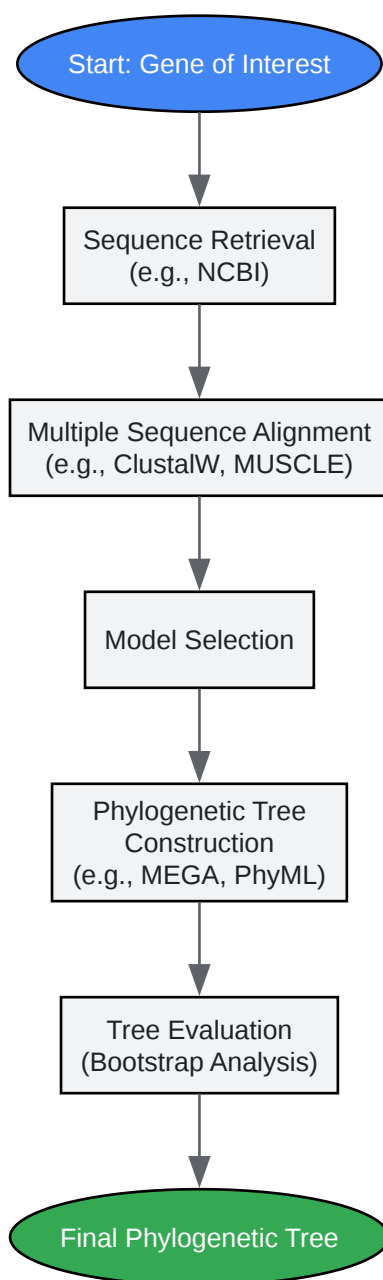 Start: Gene of Interest
Sequence Retrieval
(e.g., NCBI)
Multiple Sequence Alignment
(e.g., ClustalW, MUSCLE)
Model Selection
Phylogenetic Tree
Construction
(e.g., MEGA, PhyML)
Tree Evaluation
(Bootstrap Analysis)
Final Phylogenetic Tree